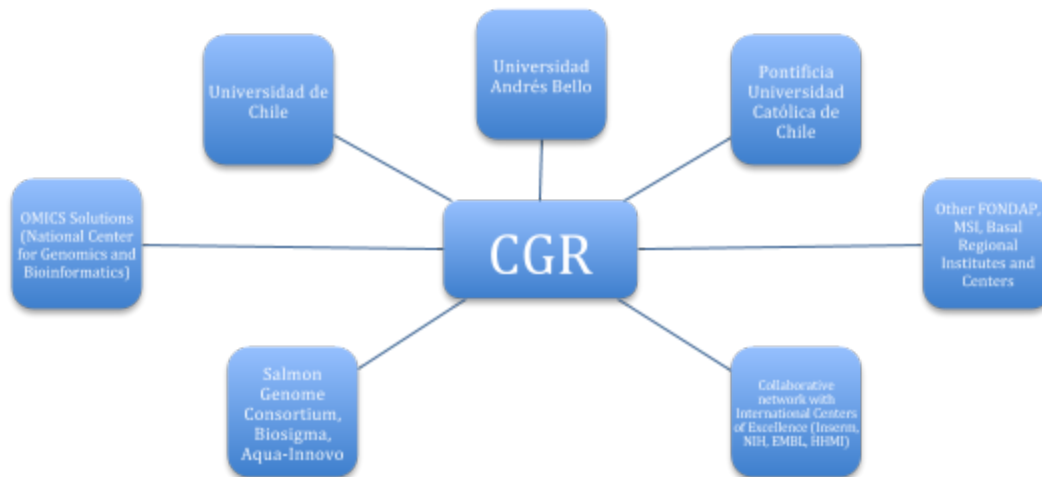 Universidad de
Chile
Universidad
Andrés Bello
Pontificia
Universidad
Católica de
Chile
OMICS Solutions
(National Center
for Genomics and
Bioinformatics)
CGR
Other FONDAP,
MSI, Basal
Regional
Institutes and
Centers
Salmon
Genome
Consortium,
Biosigma,
Aqua-Innovo
Collaborative
network with
International Centers
of Excellence (Inserm,
NIH, EMBL, HHMI)